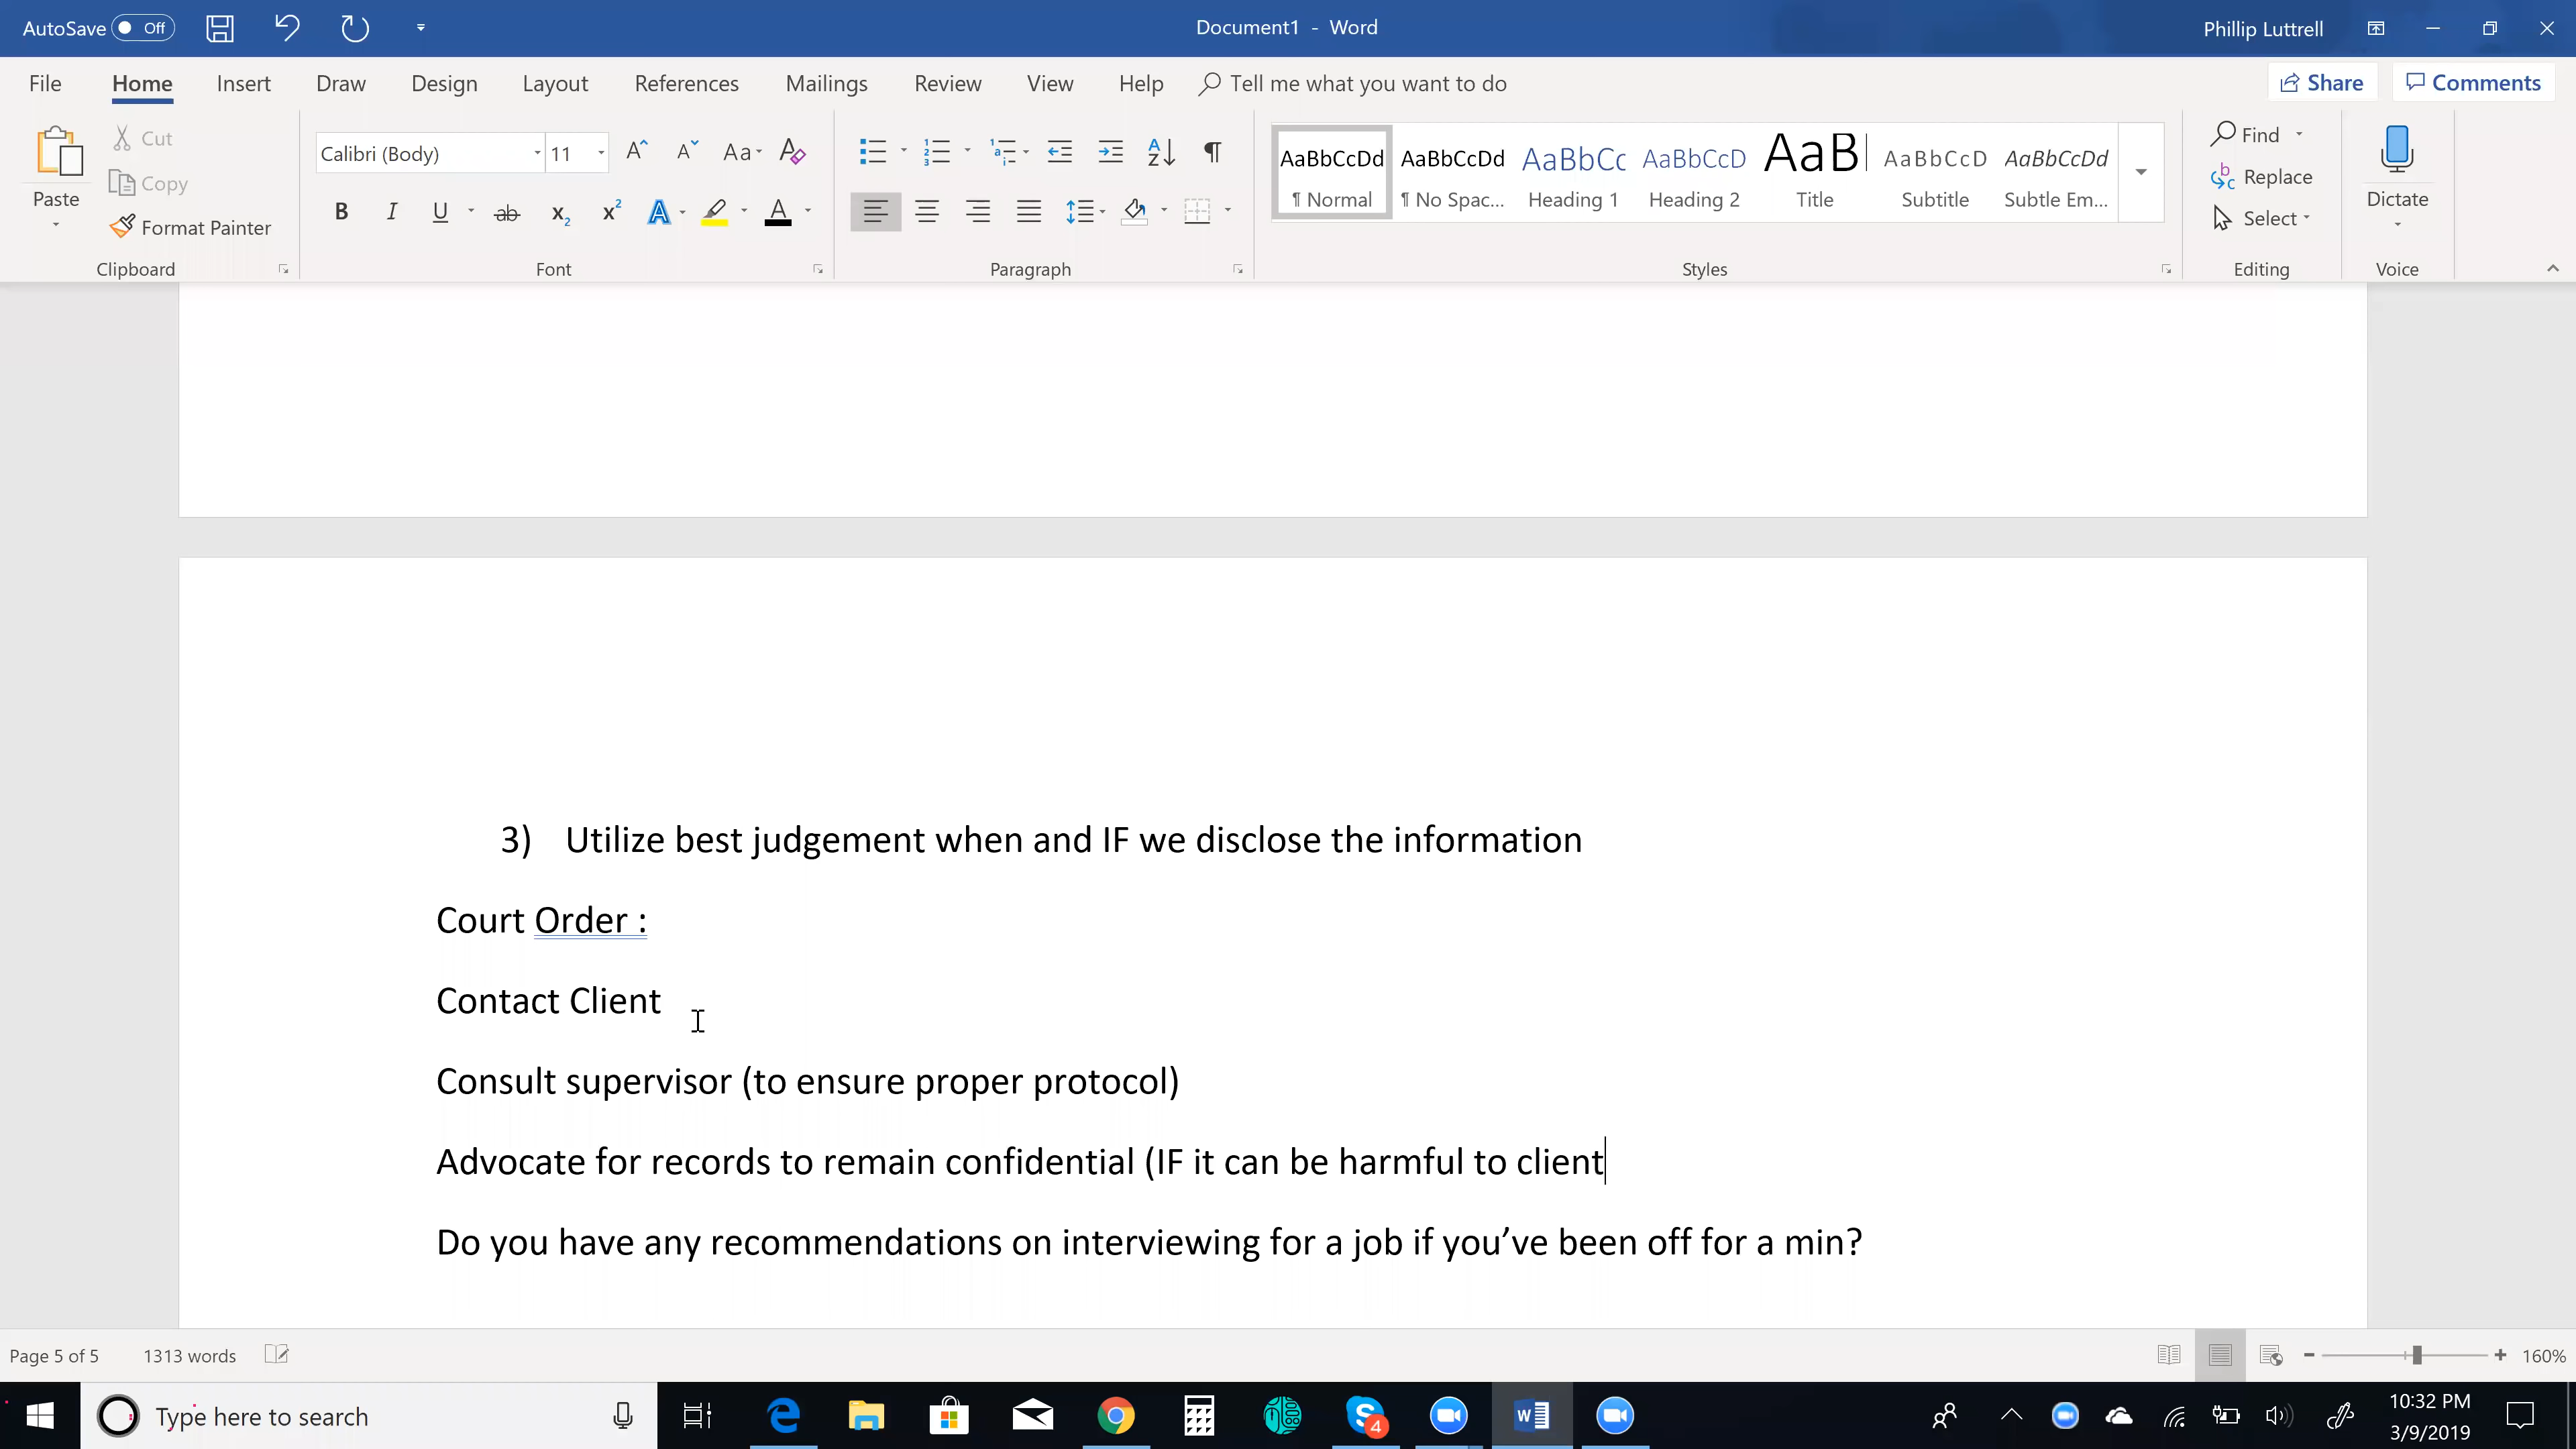 AutoSave Off Document1 - Word Phillip Luttrell
File Home Insert Draw Design Layout References Mailings Review View Help Tell me what you want to do Share Comments
Paste
Cut
Copy
Format Painter
Clipboard
Calibri (Body) 11
Font
Paragraph
AaBbCcDd AaBbCcDd AaBbCc AaBbCcD AaB AaBbCcD AaBbCcDd
¶ Normal ¶ No Spac... Heading 1 Heading 2 Title Subtitle Subtle Em...
Styles
Find
Replace
Select
Editing
Dictate
Voice
3) Utilize best judgement when and IF we disclose the information
Court Order :
Contact Client
Consult supervisor (to ensure proper protocol)
Advocate for records to remain confidential (IF it can be harmful to client
Do you have any recommendations on interviewing for a job if you’ve been off for a min?
Page 5 of 5 1313 words 160%
Type here to search 4 10:32 PM
3/9/2019